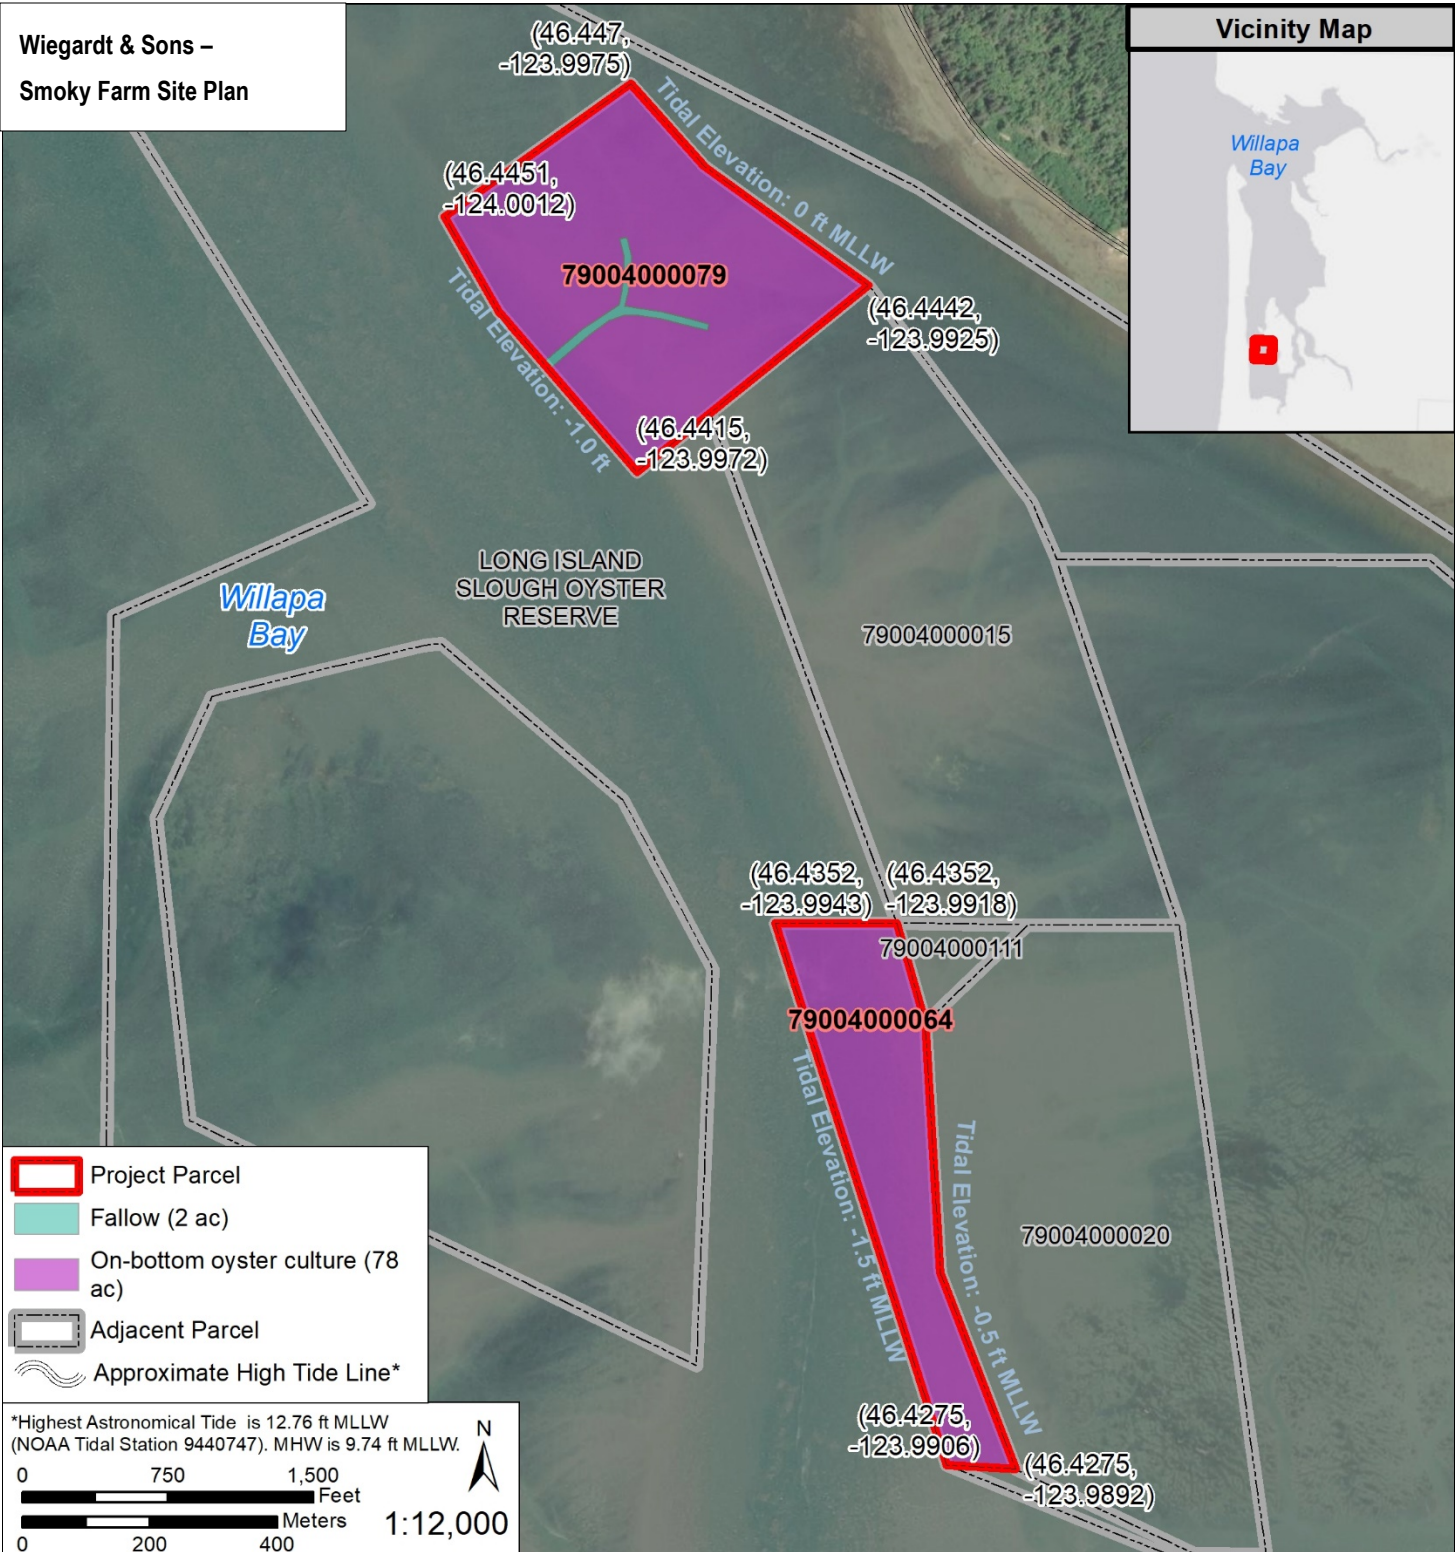 Wiegardt & Sons –
Smoky Farm Site Plan
Vicinity Map
Willapa
Bay
(46.447,
-123.9975)
Tidal Elevation: 0 ft MLLW
(46.4451,
-124.0012)
79004000079
(46.4442,
-123.9925)
Tidal Elevation: -1.0 ft
(46.4415,
-123.9972)
LONG ISLAND
SLOUGH OYSTER
RESERVE
Willapa
Bay
79004000015
(46.4352,
-123.9943)
(46.4352,
-123.9918)
79004000111
79004000064
Tidal Elevation: -1.5 ft MLLW
Tidal Elevation: -0.5 ft MLLW
79004000020
(46.4275,
-123.9906)
(46.4275,
-123.9892)
Project Parcel
Fallow (2 ac)
On-bottom oyster culture (78
ac)
Adjacent Parcel
Approximate High Tide Line*
*Highest Astronomical Tide is 12.76 ft MLLW
(NOAA Tidal Station 9440747). MHW is 9.74 ft MLLW.
N
0 750 1,500
Feet
Meters
0 200 400
1:12,000